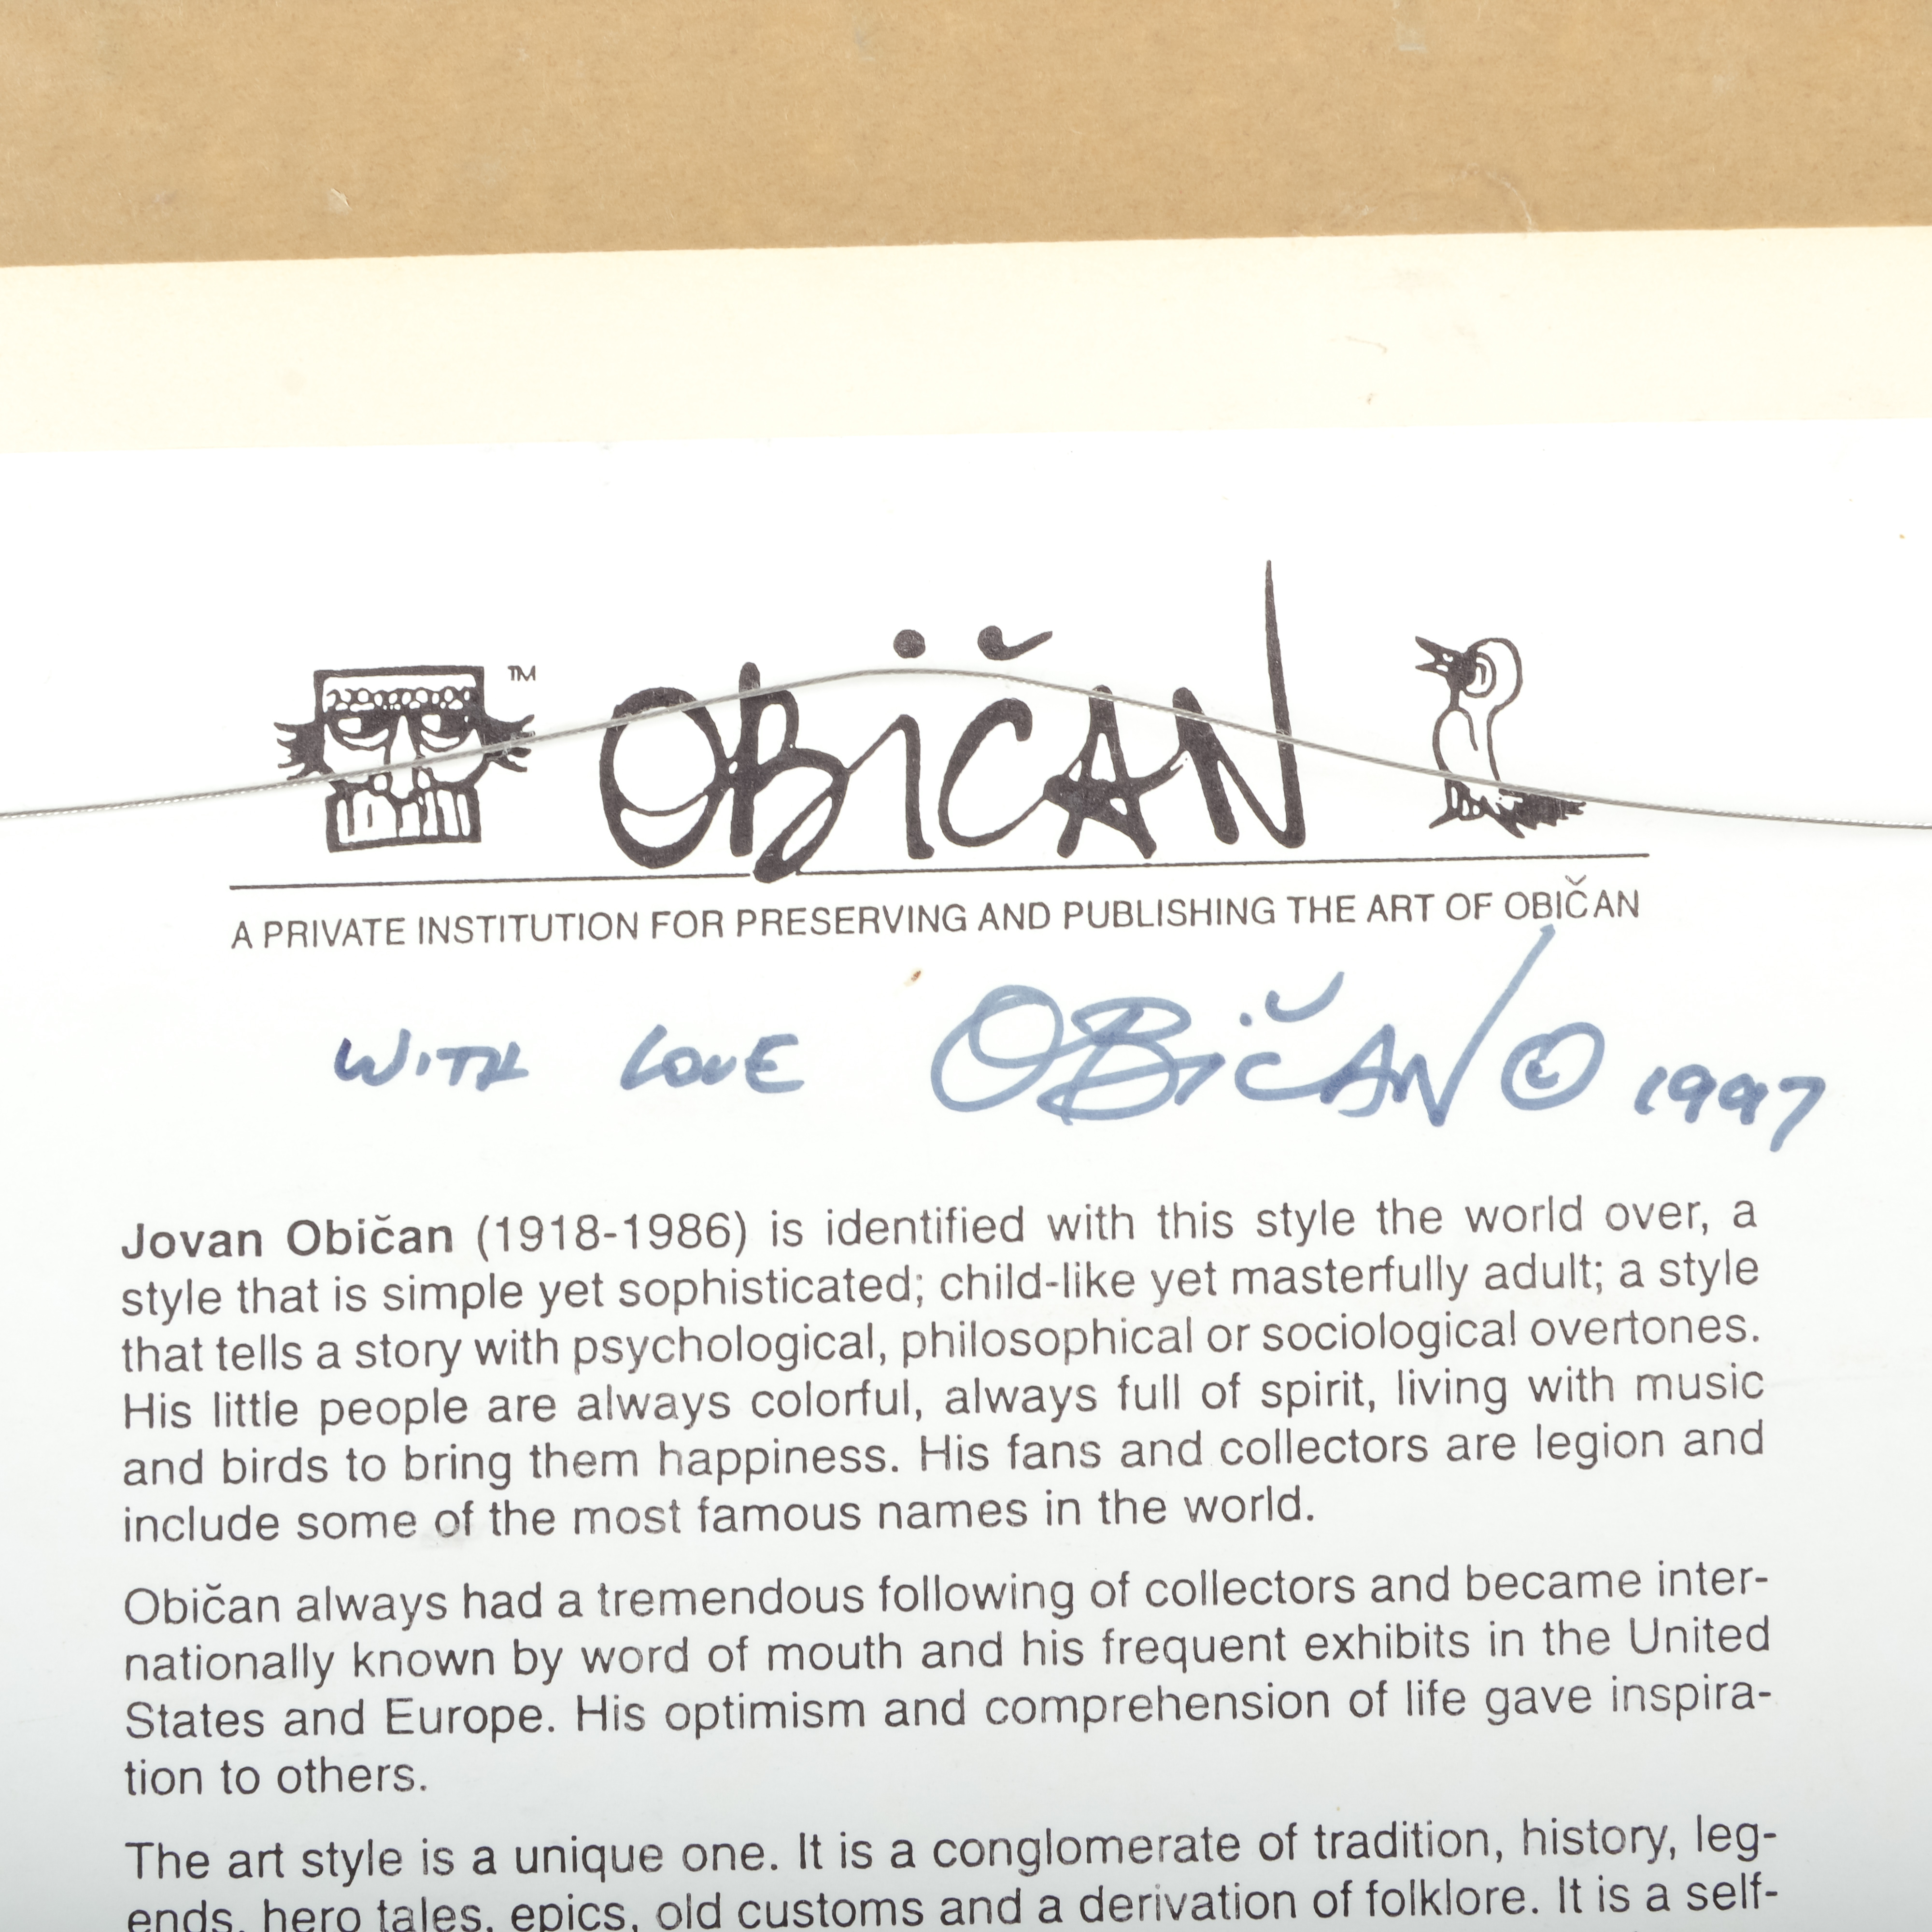 ™
OBičAN
A PRIVATE INSTITUTION FOR PRESERVING AND PUBLISHING THE ART OF OBIČAN
WITH LOVE OBičAN © 1997
Jovan Običan (1918-1986) is identified with this style the world over, a
style that is simple yet sophisticated; child-like yet masterfully adult; a style
that tells a story with psychological, philosophical or sociological overtones.
His little people are always colorful, always full of spirit, living with music
and birds to bring them happiness. His fans and collectors are legion and
include some of the most famous names in the world.
Običan always had a tremendous following of collectors and became inter-
nationally known by word of mouth and his frequent exhibits in the United
States and Europe. His optimism and comprehension of life gave inspira-
tion to others.
The art style is a unique one. It is a conglomerate of tradition, history, leg-
ends, hero tales, epics, old customs and a derivation of folklore. It is a self-